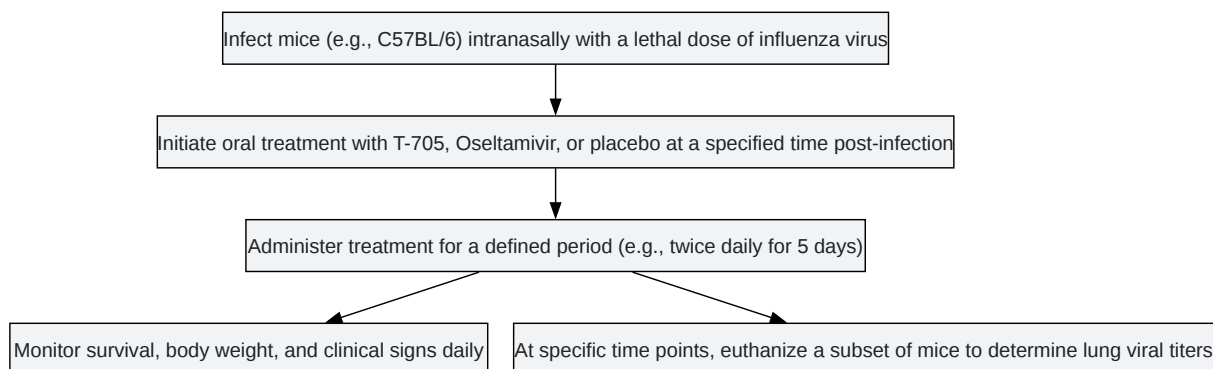 Infect mice (e.g., C57BL/6) intranasally with a lethal dose of influenza virus
Initiate oral treatment with T-705, Oseltamivir, or placebo at a specified time post-infection
Administer treatment for a defined period (e.g., twice daily for 5 days)
Monitor survival, body weight, and clinical signs daily
At specific time points, euthanize a subset of mice to determine lung viral titers